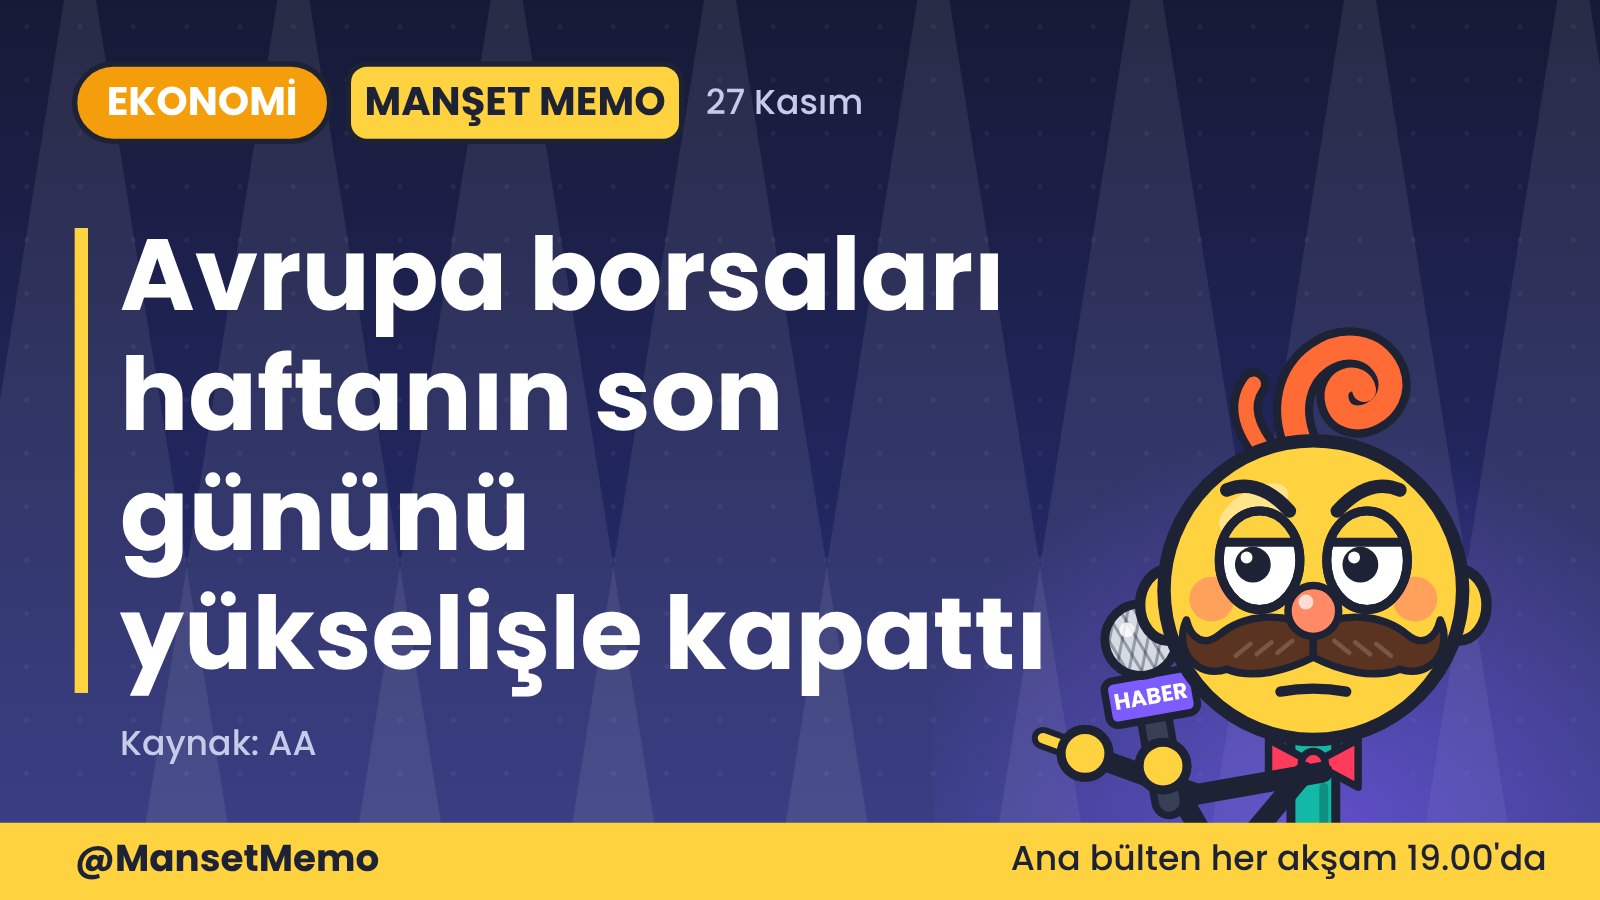 EKONOMİ MANŞET MEMO 27 Kasım
Avrupa borsaları
haftanın son
gününü
yükselişle kapattı
Kaynak: AA
HABER
@MansetMemo Ana bülten her akşam 19.00'da